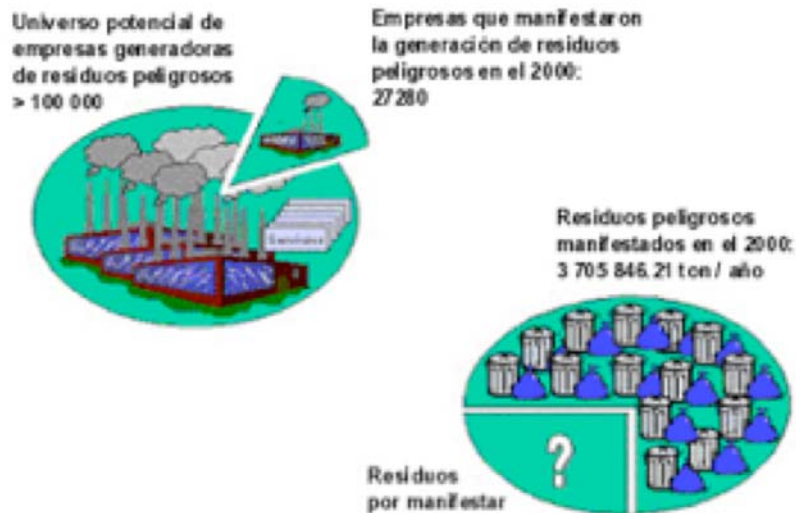 Universo potencial de
empresas generadoras
de residuos peligrosos
> 100 000
Empresas que manifestaron
la generación de residuos
peligrosos en el 2000:
27280
Residuos peligrosos
manifestados en el 2000:
3 705 846.21 ton / año
?
Residuos
por manifestar